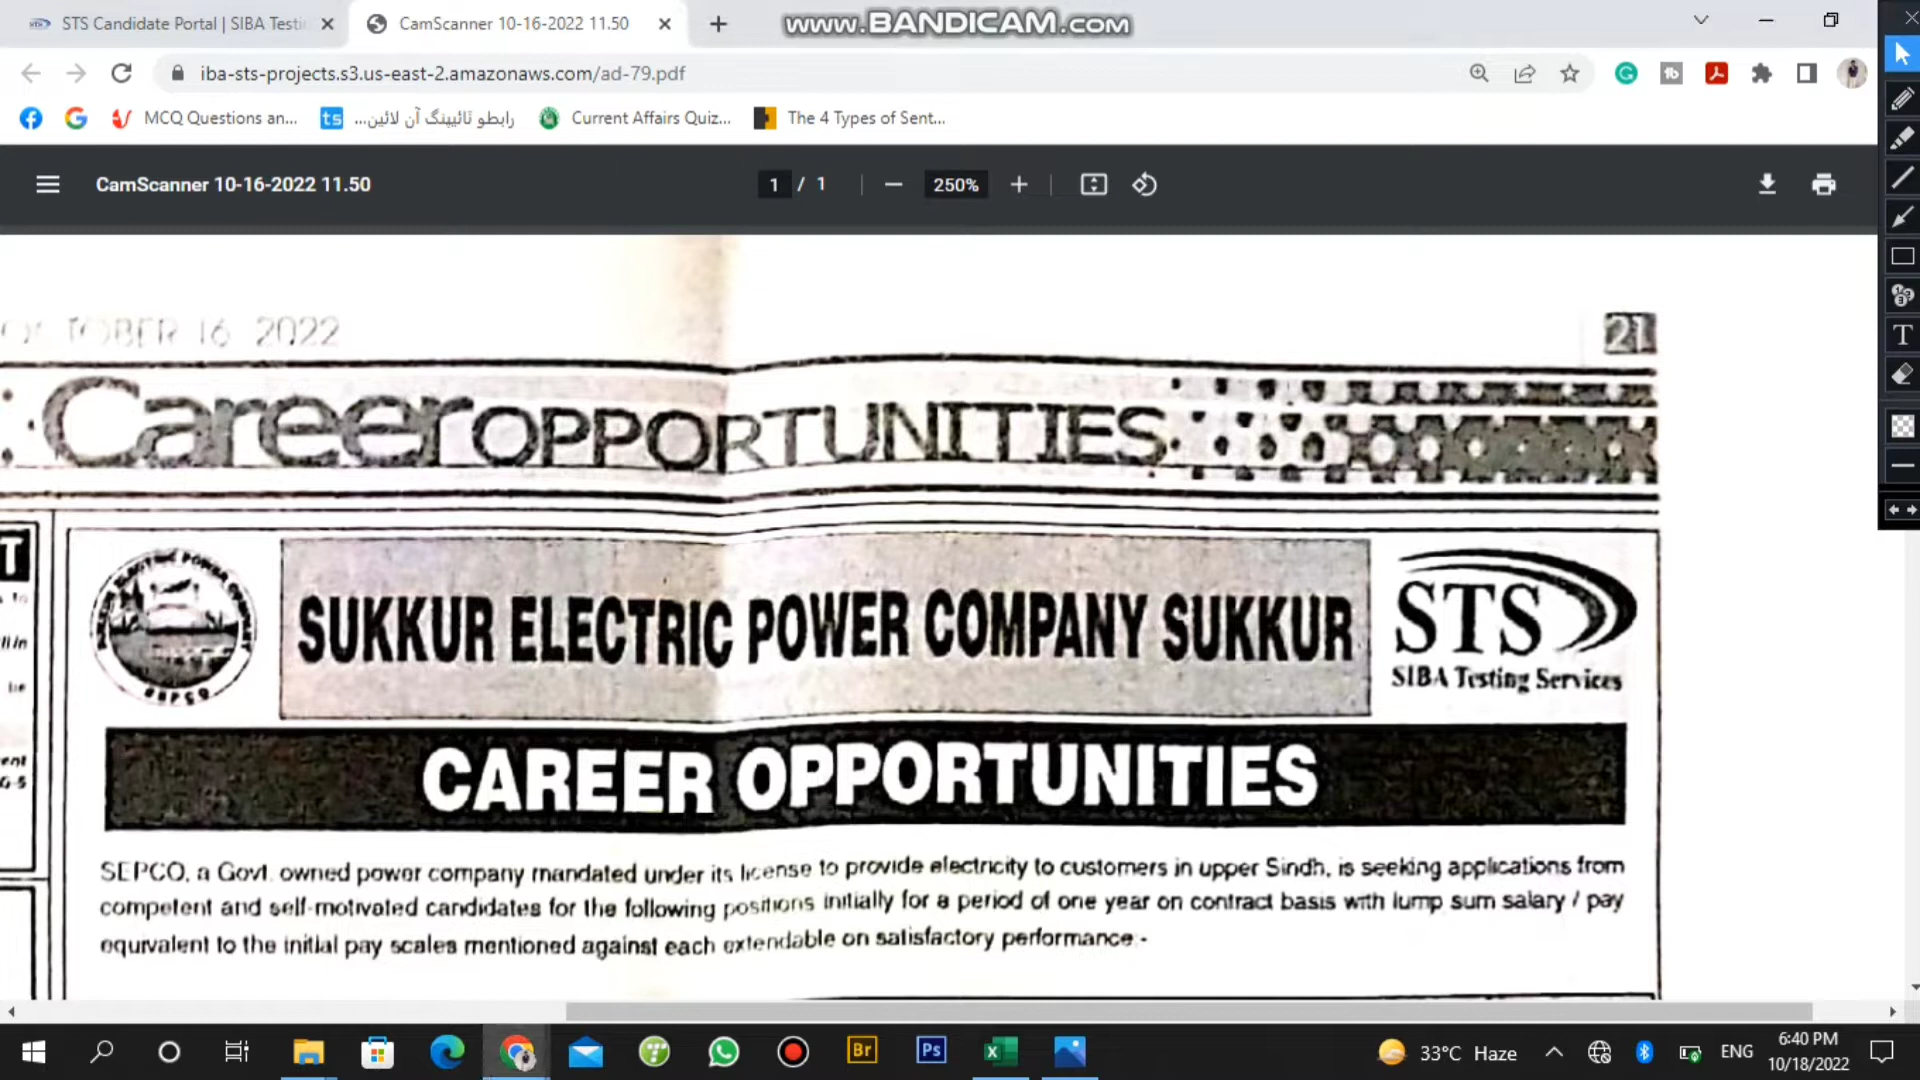 STS Candidate Portal | SIBA Testi
CamScanner 10-16-2022 11.50
www.BANDICAM.com
iba-sts-projects.s3.us-east-2.amazonaws.com/ad-79.pdf
MCQ Questions an...
رابطو ٽائيپنگ آن لائين...
Current Affairs Quiz...
The 4 Types of Sent...
CamScanner 10-16-2022 11.50
1 / 1
250%
OCTOBER 16 2022
21
Career OPPORTUNITIES
SUKKUR ELECTRIC POWER COMPANY SUKKUR
STS
SIBA Testing Services
SEPCO
CAREER OPPORTUNITIES
SEPCO, a Govt. owned power company mandated under its license to provide electricity to customers in upper Sindh, is seeking applications from
competent and self-motivated candidates for the following positions initially for a period of one year on contract basis with lump sum salary / pay
equivalent to the initial pay scales mentioned against each extendable on satisfactory performance:-
33°C Haze
ENG
6:40 PM
10/18/2022